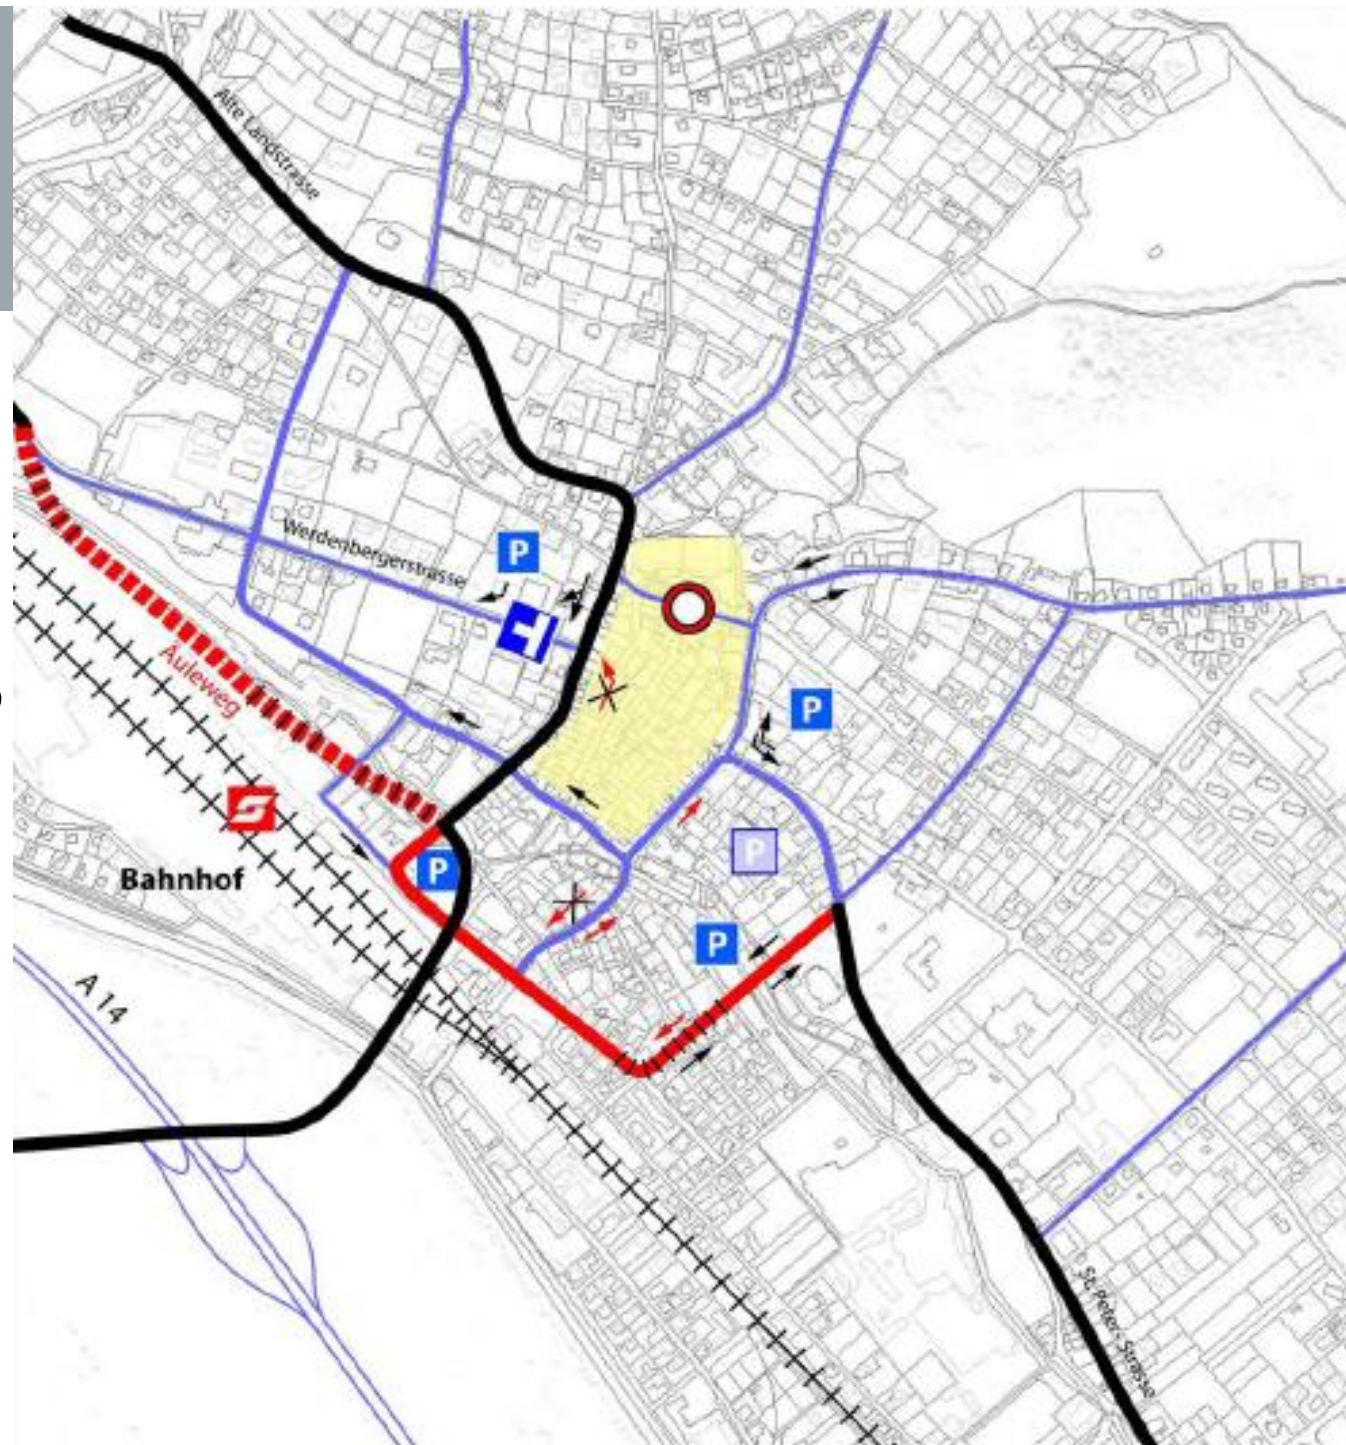 Alte Landstrasse
Werdenbergerstrasse
P
Auleweg
P
P
P
Bahnhof
P
A 14
St. Peter-Strasse